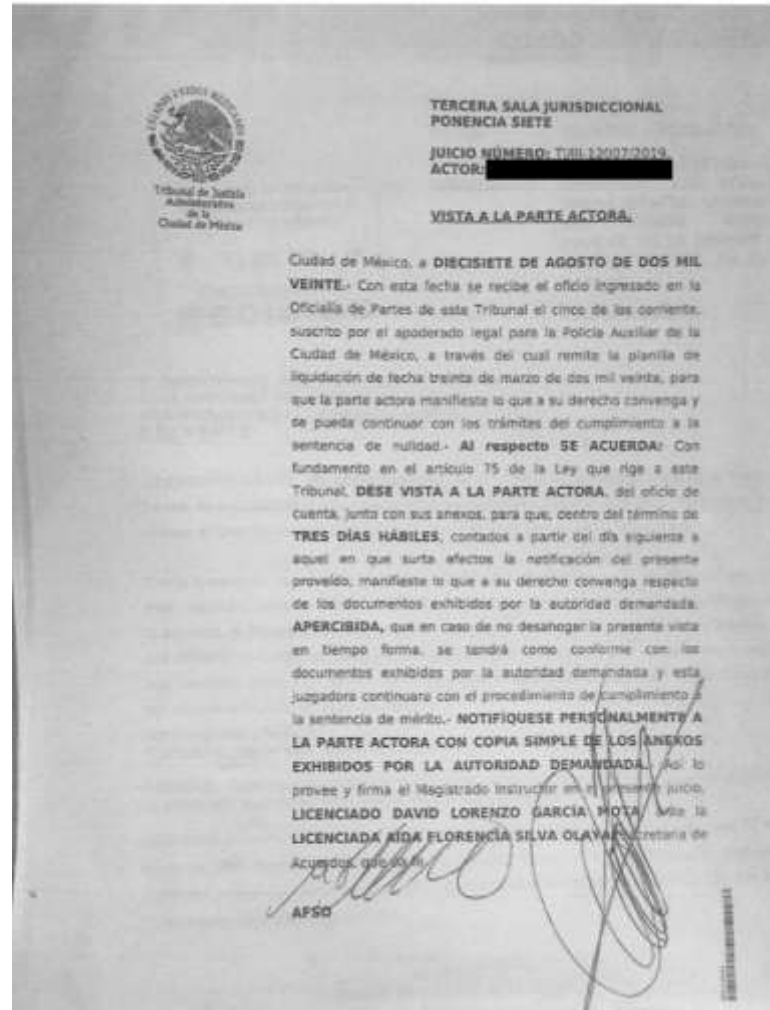 ESTADOS UNIDOS MEXICANOS
Tribunal de Justicia
Administrativa
de la
Ciudad de México
TERCERA SALA JURISDICCIONAL
PONENCIA SIETE
JUICIO NÚMERO: TJ/III-12007/2019
ACTOR:
VISTA A LA PARTE ACTORA.
Ciudad de México, a DIECISIETE DE AGOSTO DE DOS MIL
VEINTE.- Con esta fecha se recibe el oficio ingresado en la
Oficialía de Partes de este Tribunal el cinco de los corriente,
suscrito por el apoderado legal para la Policía Auxiliar de la
Ciudad de México, a través del cual remite la planilla de
liquidación de fecha treinta de marzo de dos mil veinte, para
que la parte actora manifieste lo que a su derecho convenga y
se pueda continuar con los trámites del cumplimiento a la
sentencia de nulidad.- Al respecto SE ACUERDA: Con
fundamento en el artículo 75 de la Ley que rige a este
Tribunal, DESE VISTA A LA PARTE ACTORA, del oficio de
cuenta, junto con sus anexos, para que, dentro del término de
TRES DÍAS HÁBILES, contados a partir del día siguiente a
aquel en que surta efectos la notificación del presente
proveído, manifieste lo que a su derecho convenga respecto
de los documentos exhibidos por la autoridad demandada,
APERCIBIDA, que en caso de no desahogar la presente vista
en tiempo forma, se tendrá como conforme con los
documentos exhibidos por la autoridad demandada y esta
juzgadora continuara con el procedimiento de cumplimiento a
la sentencia de mérito.- NOTIFÍQUESE PERSONALMENTE A
LA PARTE ACTORA CON COPIA SIMPLE DE LOS ANEXOS
EXHIBIDOS POR LA AUTORIDAD DEMANDADA.- Así lo
provee y firma el Magistrado Instructor en el presente juicio,
LICENCIADO DAVID LORENZO GARCÍA MOTA, ante la
LICENCIADA AIDA FLORENCIA SILVA OLAYA, Secretaria de
Acuerdos, que da fe.
AFSO